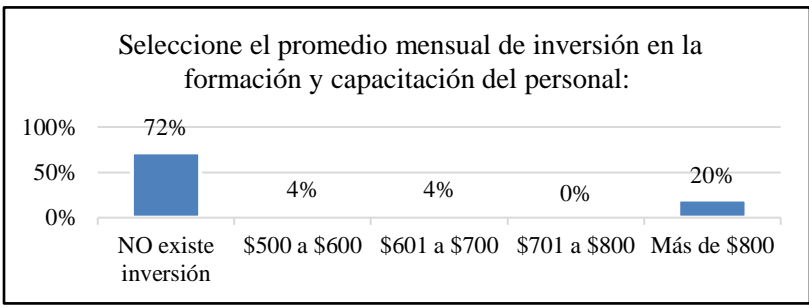 Seleccione el promedio mensual de inversión en la
formación y capacitación del personal:
100%
72%
50%
4%
4%
0%
20%
0%
NO existe
inversión
$500 a $600
$601 a $700
$701 a $800
Más de $800